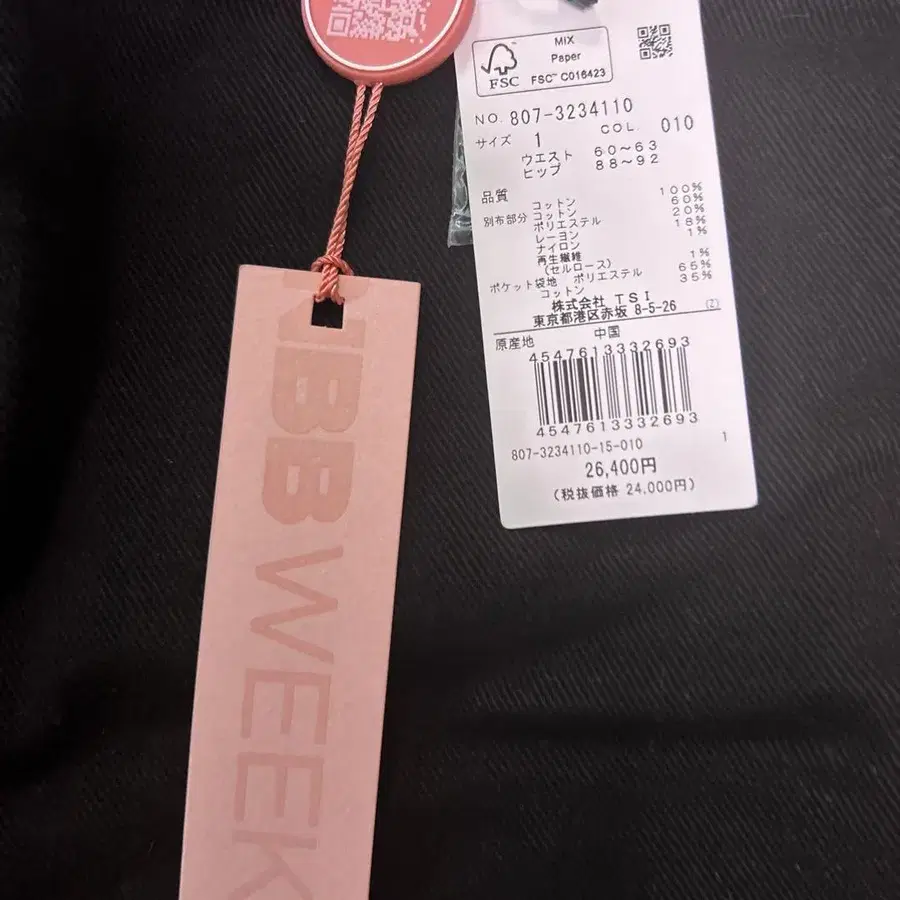 MIX
Paper
FSC
FSC™ C016423
NO. 807-3234110
サイズ 1 COL. 010
ウエスト 60～63
ヒップ 88～92
品質
コットン 100%
別布部分 コットン 60%
ポリエステル 20%
レーヨン 18%
ナイロン 1%
再生繊維
(セルロース) 1%
ポケット袋地 ポリエステル 65%
コットン 35%
株式会社 TSI
東京都港区赤坂 8-5-26 (Z)
原産地 中国
4547613332693
4547613332693
807-3234110-15-010 1
26,400円
(税抜価格 24,000円)
BB WEEK